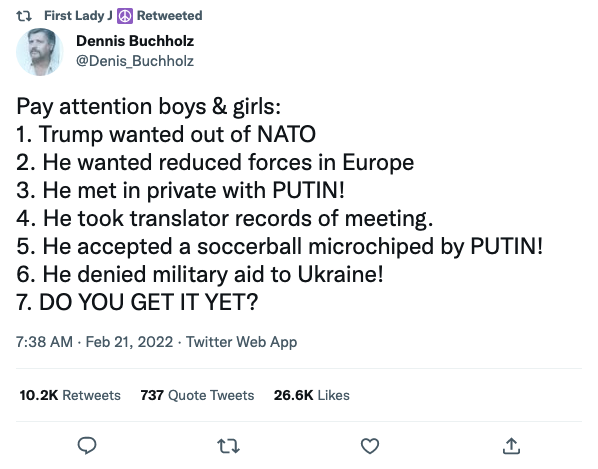 First Lady J ☮ Retweeted
Dennis Buchholz
@Denis_Buchholz
Pay attention boys & girls:
1. Trump wanted out of NATO
2. He wanted reduced forces in Europe
3. He met in private with PUTIN!
4. He took translator records of meeting.
5. He accepted a soccerball microchiped by PUTIN!
6. He denied military aid to Ukraine!
7. DO YOU GET IT YET?
7:38 AM · Feb 21, 2022 · Twitter Web App
10.2K Retweets 737 Quote Tweets 26.6K Likes